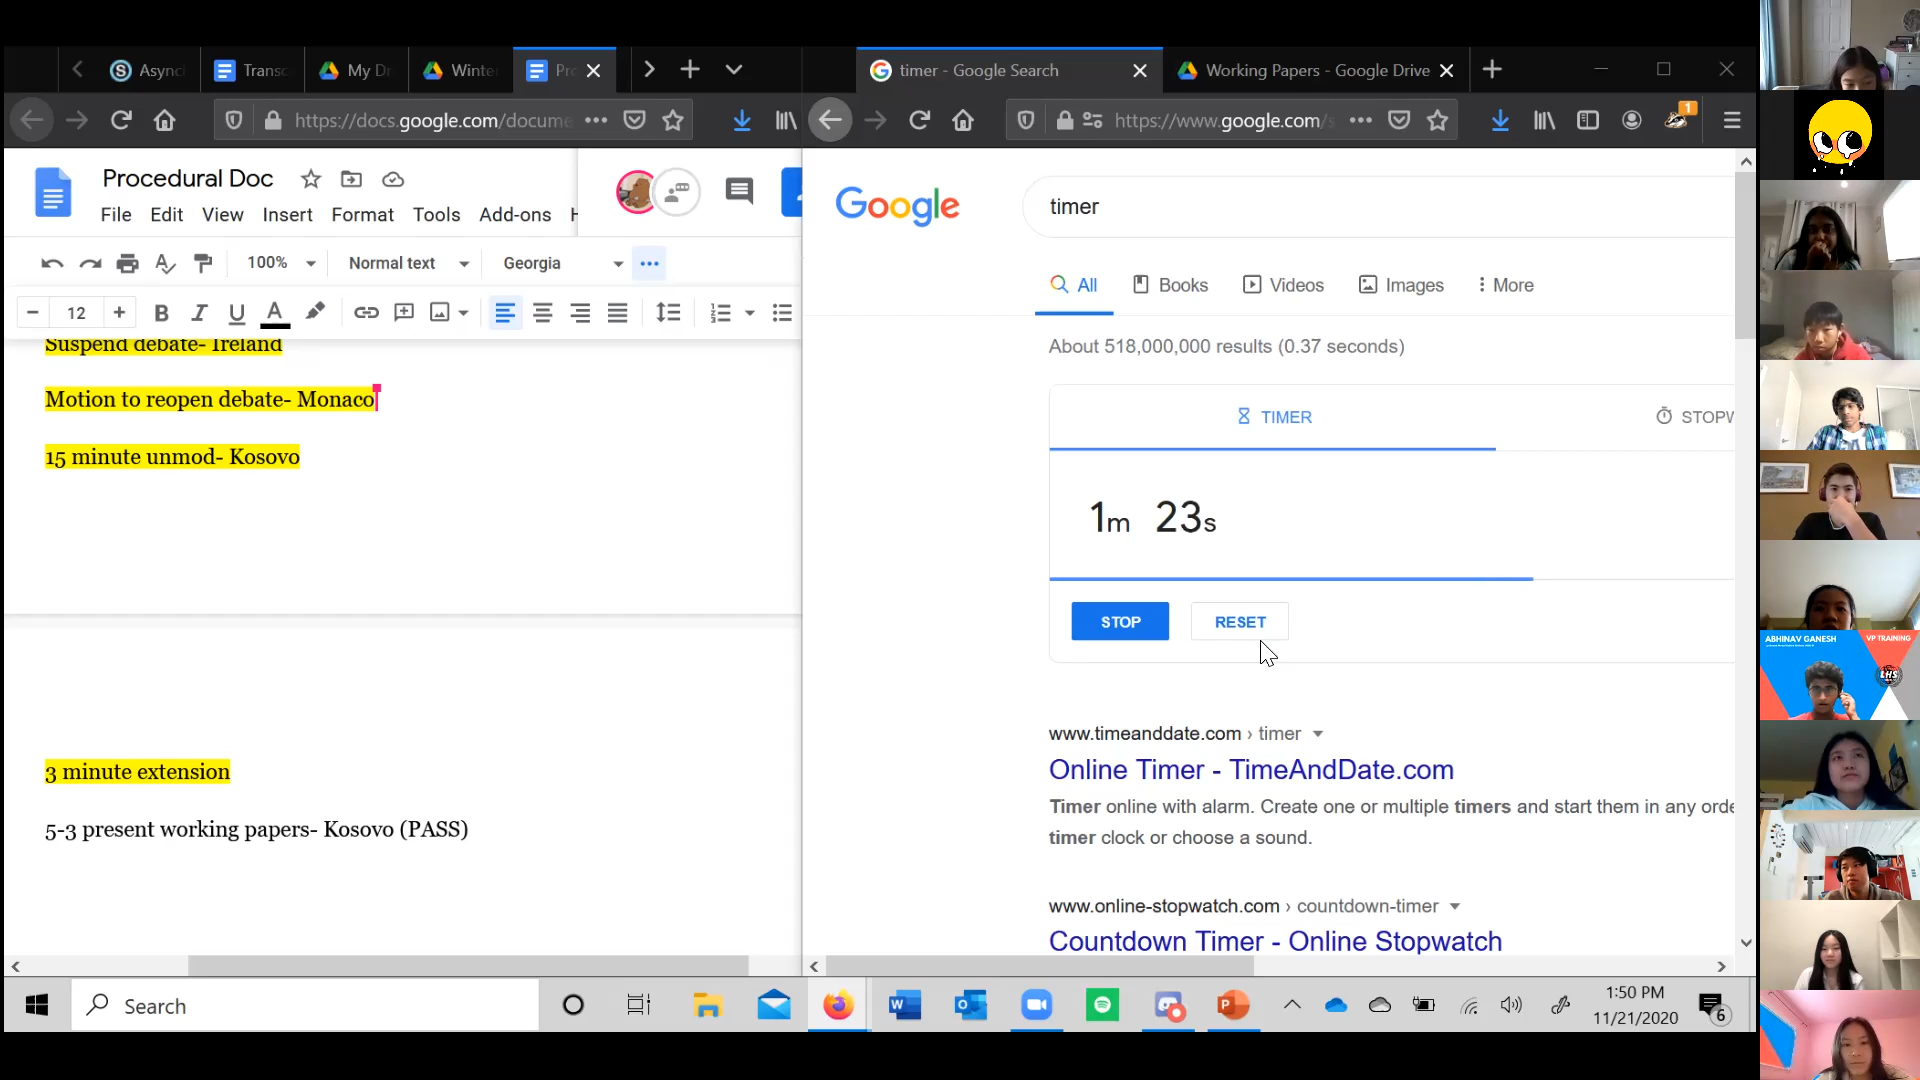 Async
Transc
My Dr
Winte
Pr
timer - Google Search
Working Papers - Google Drive
https://docs.google.com/docume
https://www.google.com/s
1
Procedural Doc
File Edit View Insert Format Tools Add-ons H
100% Normal text Georgia
12
B I U A
Suspend debate- Ireland
Motion to reopen debate- Monaco
15 minute unmod- Kosovo
3 minute extension
5-3 present working papers- Kosovo (PASS)
Google
timer
All Books Videos Images More
About 518,000,000 results (0.37 seconds)
TIMER STOPW
1m 23s
STOP RESET
www.timeanddate.com › timer
Online Timer - TimeAndDate.com
Timer online with alarm. Create one or multiple timers and start them in any orde
timer clock or choose a sound.
www.online-stopwatch.com › countdown-timer
Countdown Timer - Online Stopwatch
Search
1:50 PM
11/21/2020
6
ABHINAV GANESH
VP TRAINING
LHS